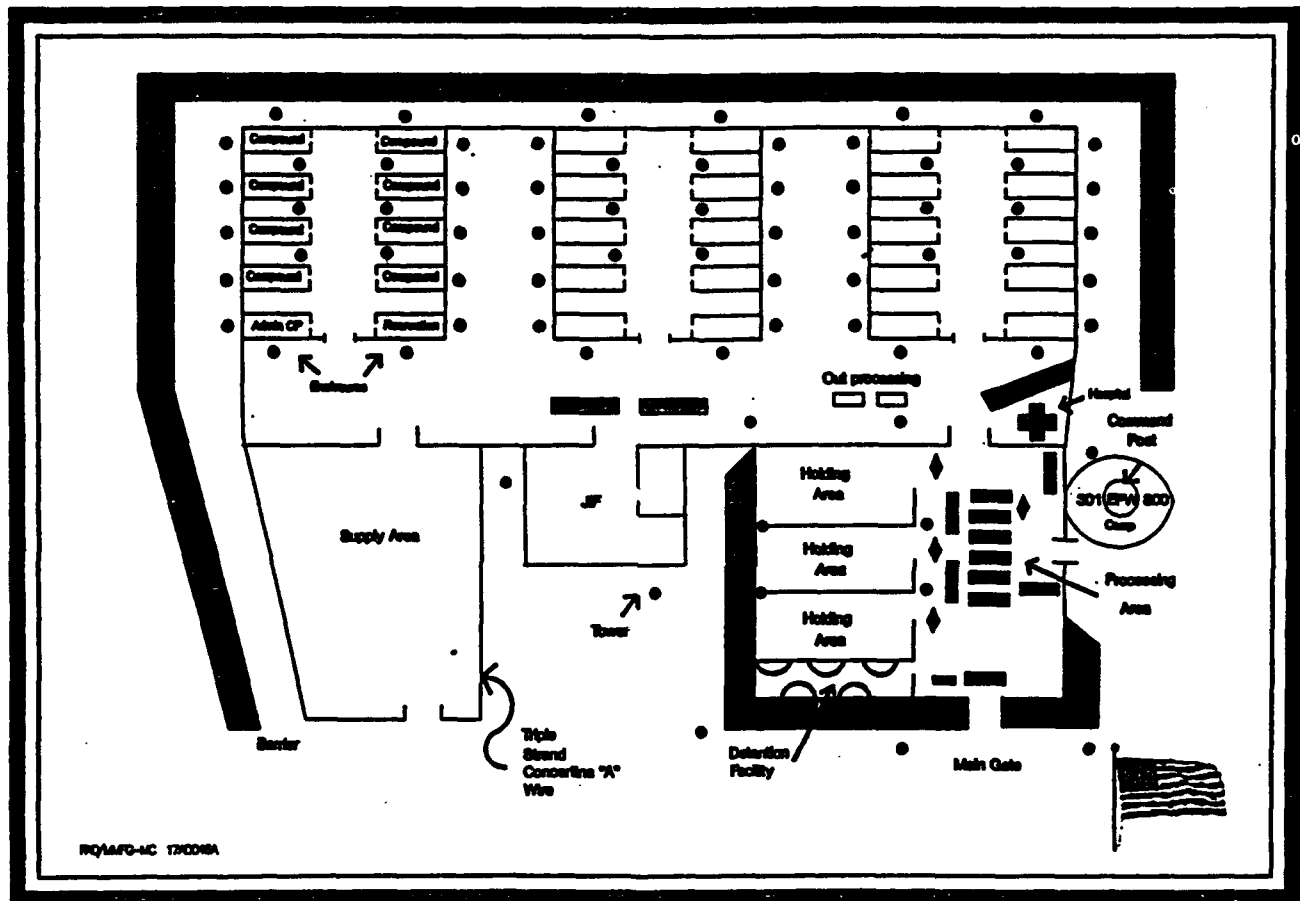 Compound Compound
Compound Compound
Compound Compound
Compound Compound
Admin CP Recreation
Entrances
Out processing
Hospital
Command
Post
Holding
Area
JIF
301 EPW 800
Camp
Supply Area
Holding
Area
Processing
Area
Tower
Holding
Area
Barrier
Triple
Strand
Concertina "A"
Wire
Detention
Facility
Main Gate